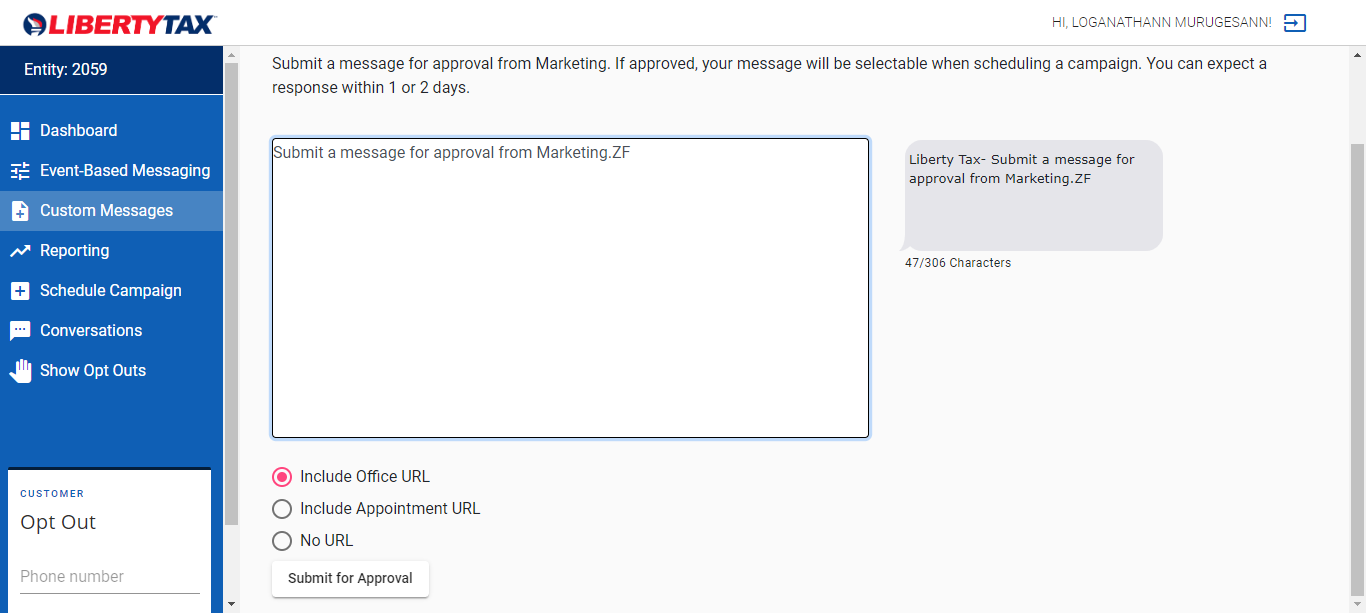 LIBERTYTAX
HI, LOGANATHANN MURUGESANN!
Entity: 2059
Dashboard
Event-Based Messaging
Custom Messages
Reporting
Schedule Campaign
Conversations
Show Opt Outs
CUSTOMER
Opt Out
Phone number
Submit a message for approval from Marketing. If approved, your message will be selectable when scheduling a campaign. You can expect a
response within 1 or 2 days.
Submit a message for approval from Marketing.ZF
Liberty Tax- Submit a message for
approval from Marketing.ZF
47/306 Characters
Include Office URL
Include Appointment URL
No URL
Submit for Approval